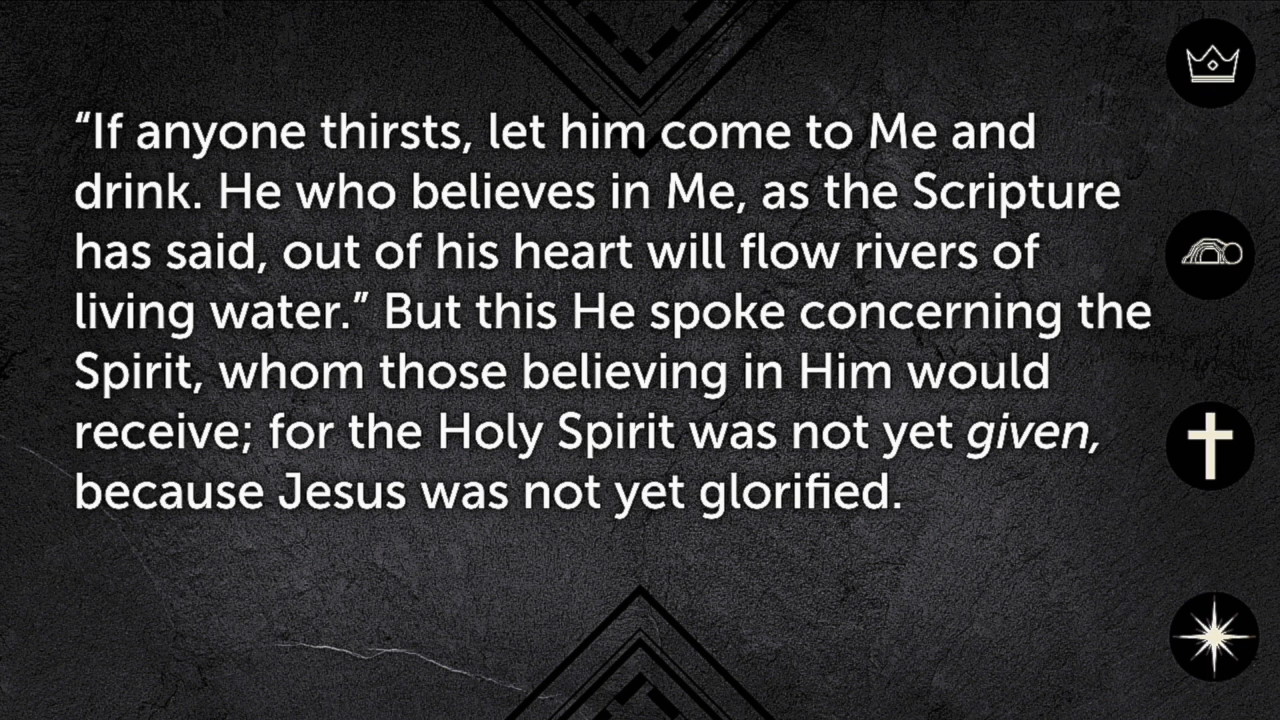 “If anyone thirsts, let him come to Me and
drink. He who believes in Me, as the Scripture
has said, out of his heart will flow rivers of
living water.” But this He spoke concerning the
Spirit, whom those believing in Him would
receive; for the Holy Spirit was not yet given,
because Jesus was not yet glorified.